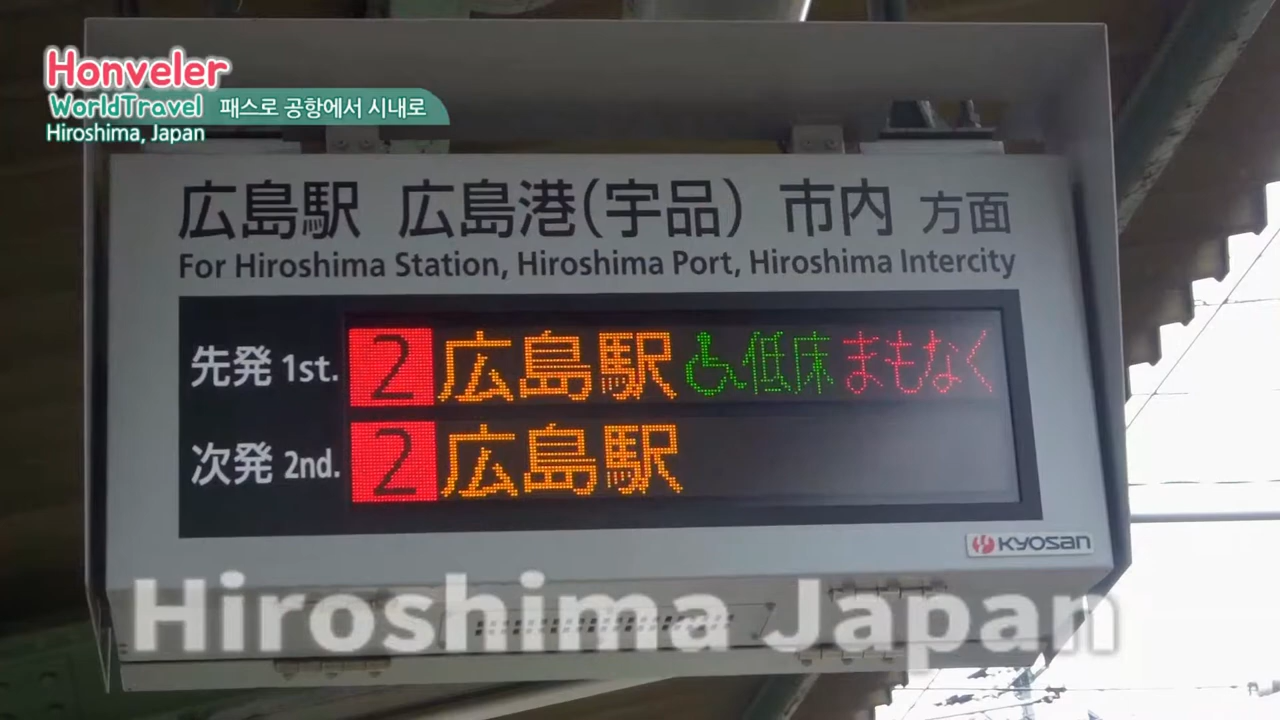 Honveler
WorldTravel 패스로 공항에서 시내로
Hiroshima, Japan
広島駅 広島港(宇品) 市内 方面
For Hiroshima Station, Hiroshima Port, Hiroshima Intercity
先発 1st. 2 広島駅 低床 まもなく
次発 2nd. 2 広島駅
KYOSAN
Hiroshima Japan